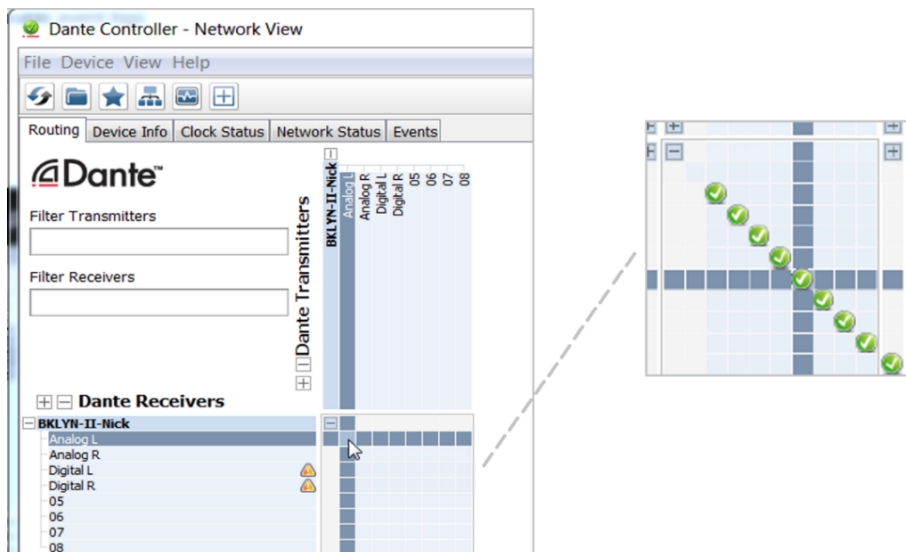 Dante Controller - Network View
File Device View Help
Routing Device Info Clock Status Network Status Events
Dante™
Filter Transmitters
Filter Receivers
Dante Transmitters
BKLYN-II-Nick
Analog L
Analog R
Digital L
Digital R
05
06
07
08
Dante Receivers
BKLYN-II-Nick
Analog L
Analog R
Digital L
Digital R
05
06
07
08